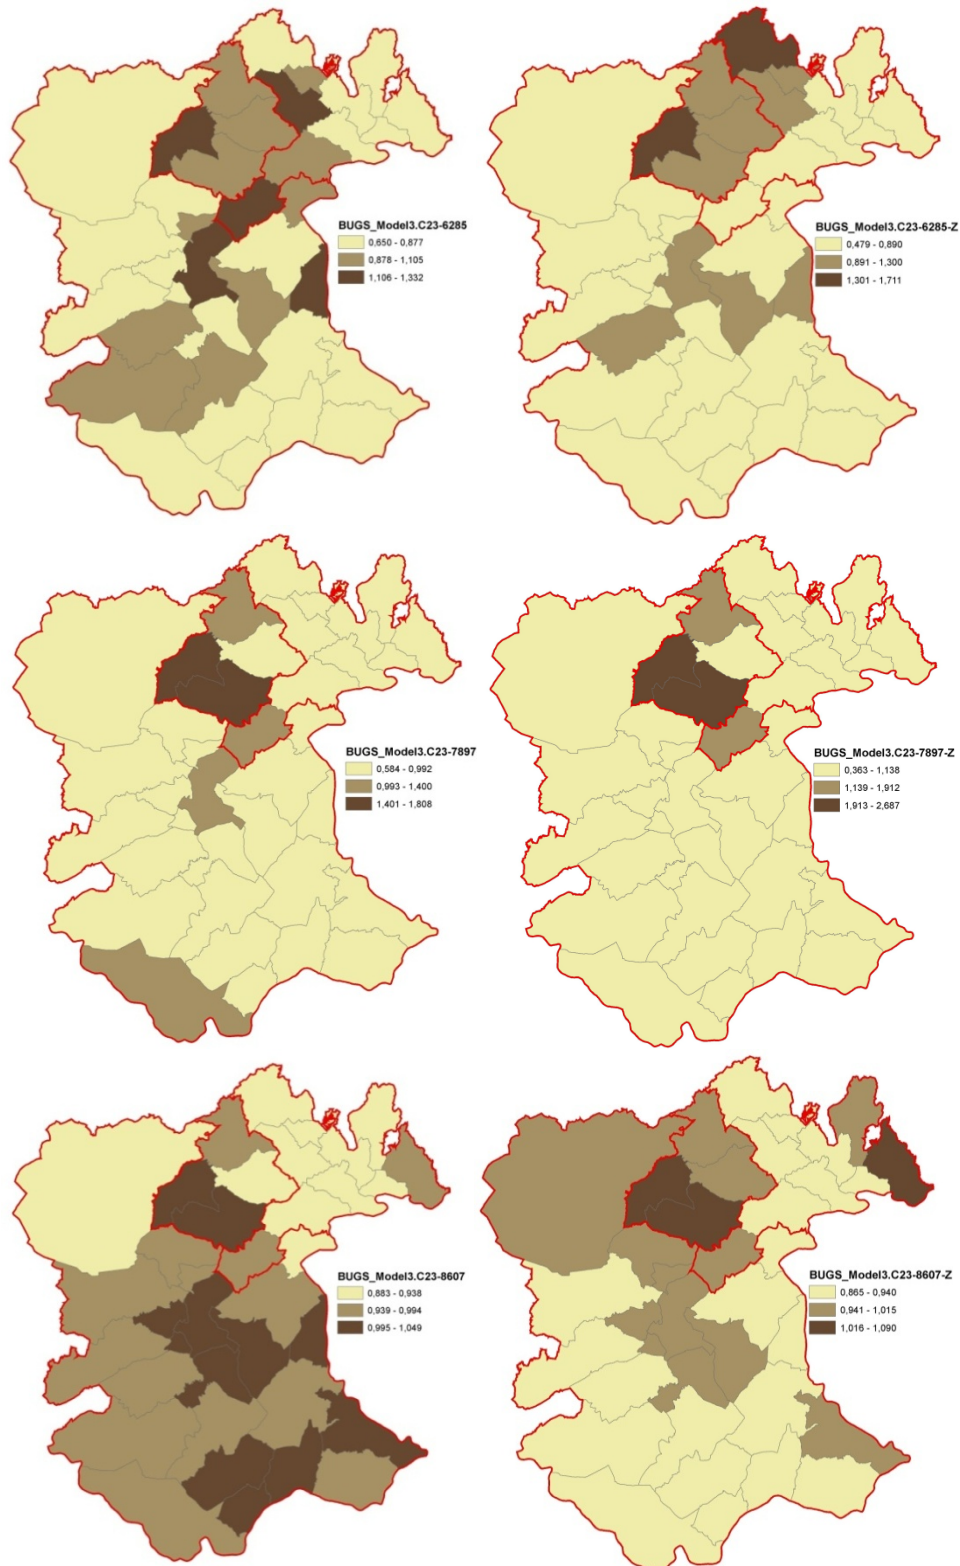 BUGS_Model3.C23-6285
0,650 - 0,877
0,878 - 1,105
1,106 - 1,332
BUGS_Model3.C23-6285-Z
0,479 - 0,890
0,891 - 1,300
1,301 - 1,711
BUGS_Model3.C23-7897
0,584 - 0,992
0,993 - 1,400
1,401 - 1,808
BUGS_Model3.C23-7897-Z
0,363 - 1,138
1,139 - 1,912
1,913 - 2,687
BUGS_Model3.C23-8607
0,883 - 0,938
0,939 - 0,994
0,995 - 1,049
BUGS_Model3.C23-8607-Z
0,865 - 0,940
0,941 - 1,015
1,016 - 1,090